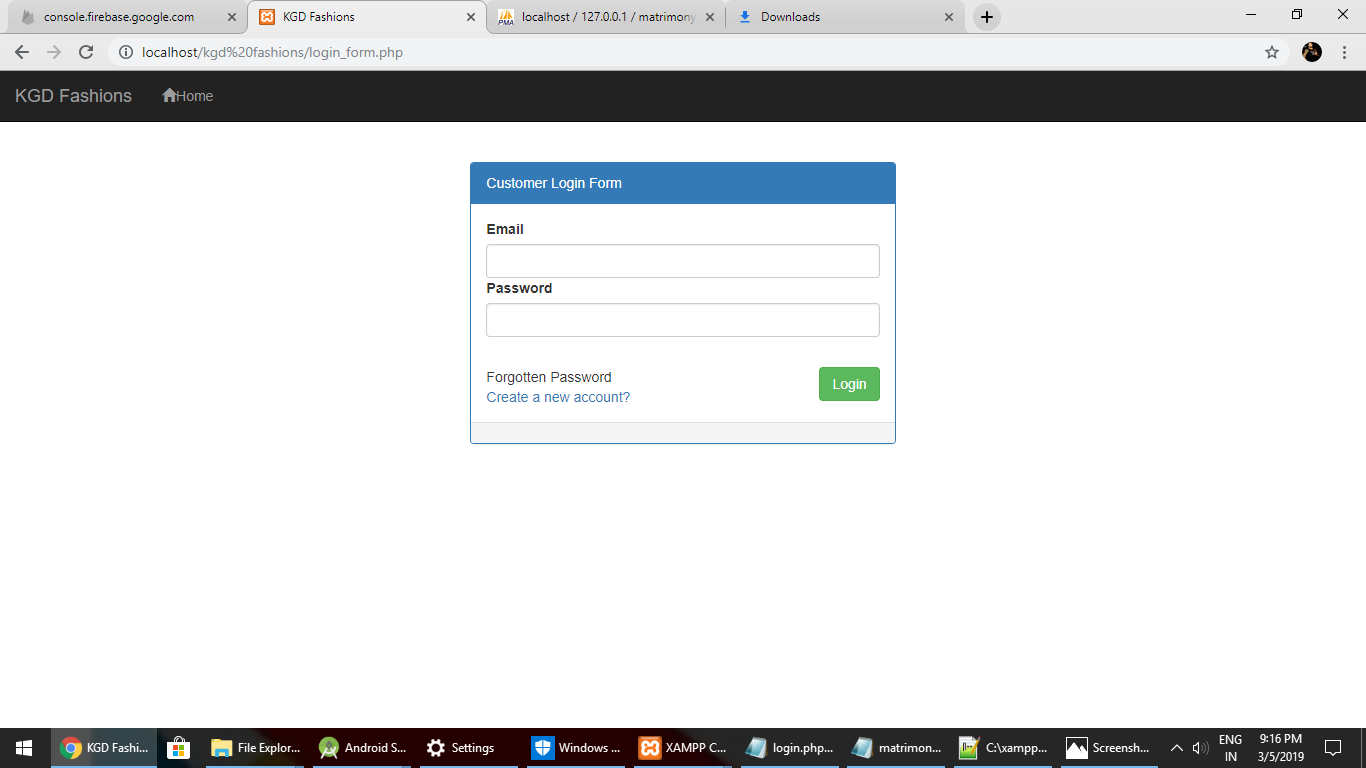 console.firebase.google.com
KGD Fashions
localhost / 127.0.0.1 / matrimony
Downloads
localhost/kgd%20fashions/login_form.php
KGD Fashions
Home
Customer Login Form
Email
Password
Forgotten Password
Login
Create a new account?
KGD Fashi...
File Explor...
Android S...
Settings
Windows ...
XAMPP C...
login.php...
matrimon...
C:\xampp...
Screensh...
ENG
IN
9:16 PM
3/5/2019
PMA